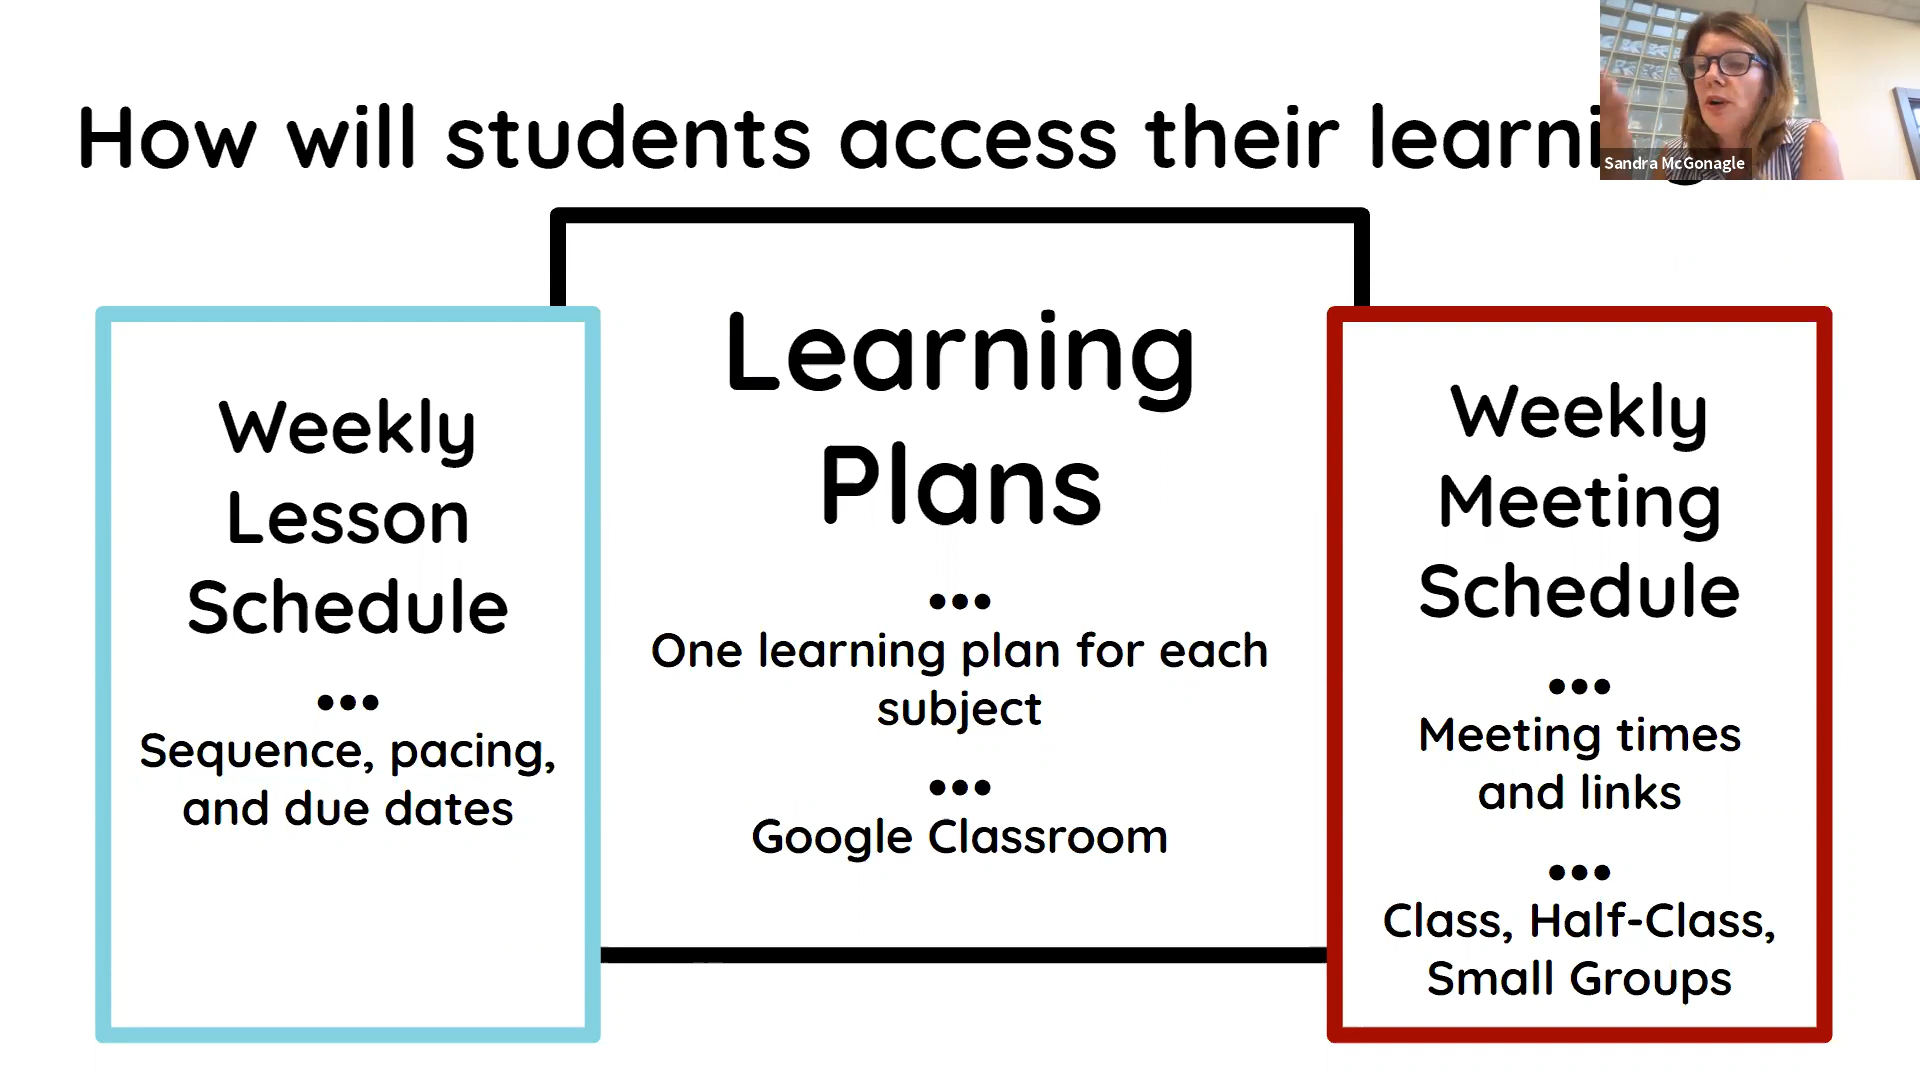 How will students access their learni
Sandra McGonagle
Weekly
Lesson
Schedule
•••
Sequence, pacing,
and due dates
Learning
Plans
•••
One learning plan for each
subject
•••
Google Classroom
Weekly
Meeting
Schedule
•••
Meeting times
and links
•••
Class, Half-Class,
Small Groups